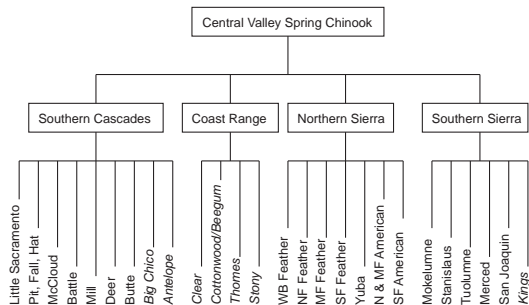 Central Valley Spring Chinook
Southern Cascades
Coast Range
Northern Sierra
Southern Sierra
Little Sacramento
Pit, Fall, Hat
McCloud
Battle
Mill
Deer
Butte
Big Chico
Antelope
Clear
Cottonwood/Beegum
Thomes
Stony
WB Feather
NF Feather
MF Feather
SF Feather
Yuba
N & MF American
SF American
Mokelumne
Stanislaus
Tuolumne
Merced
San Joaquin
Kings